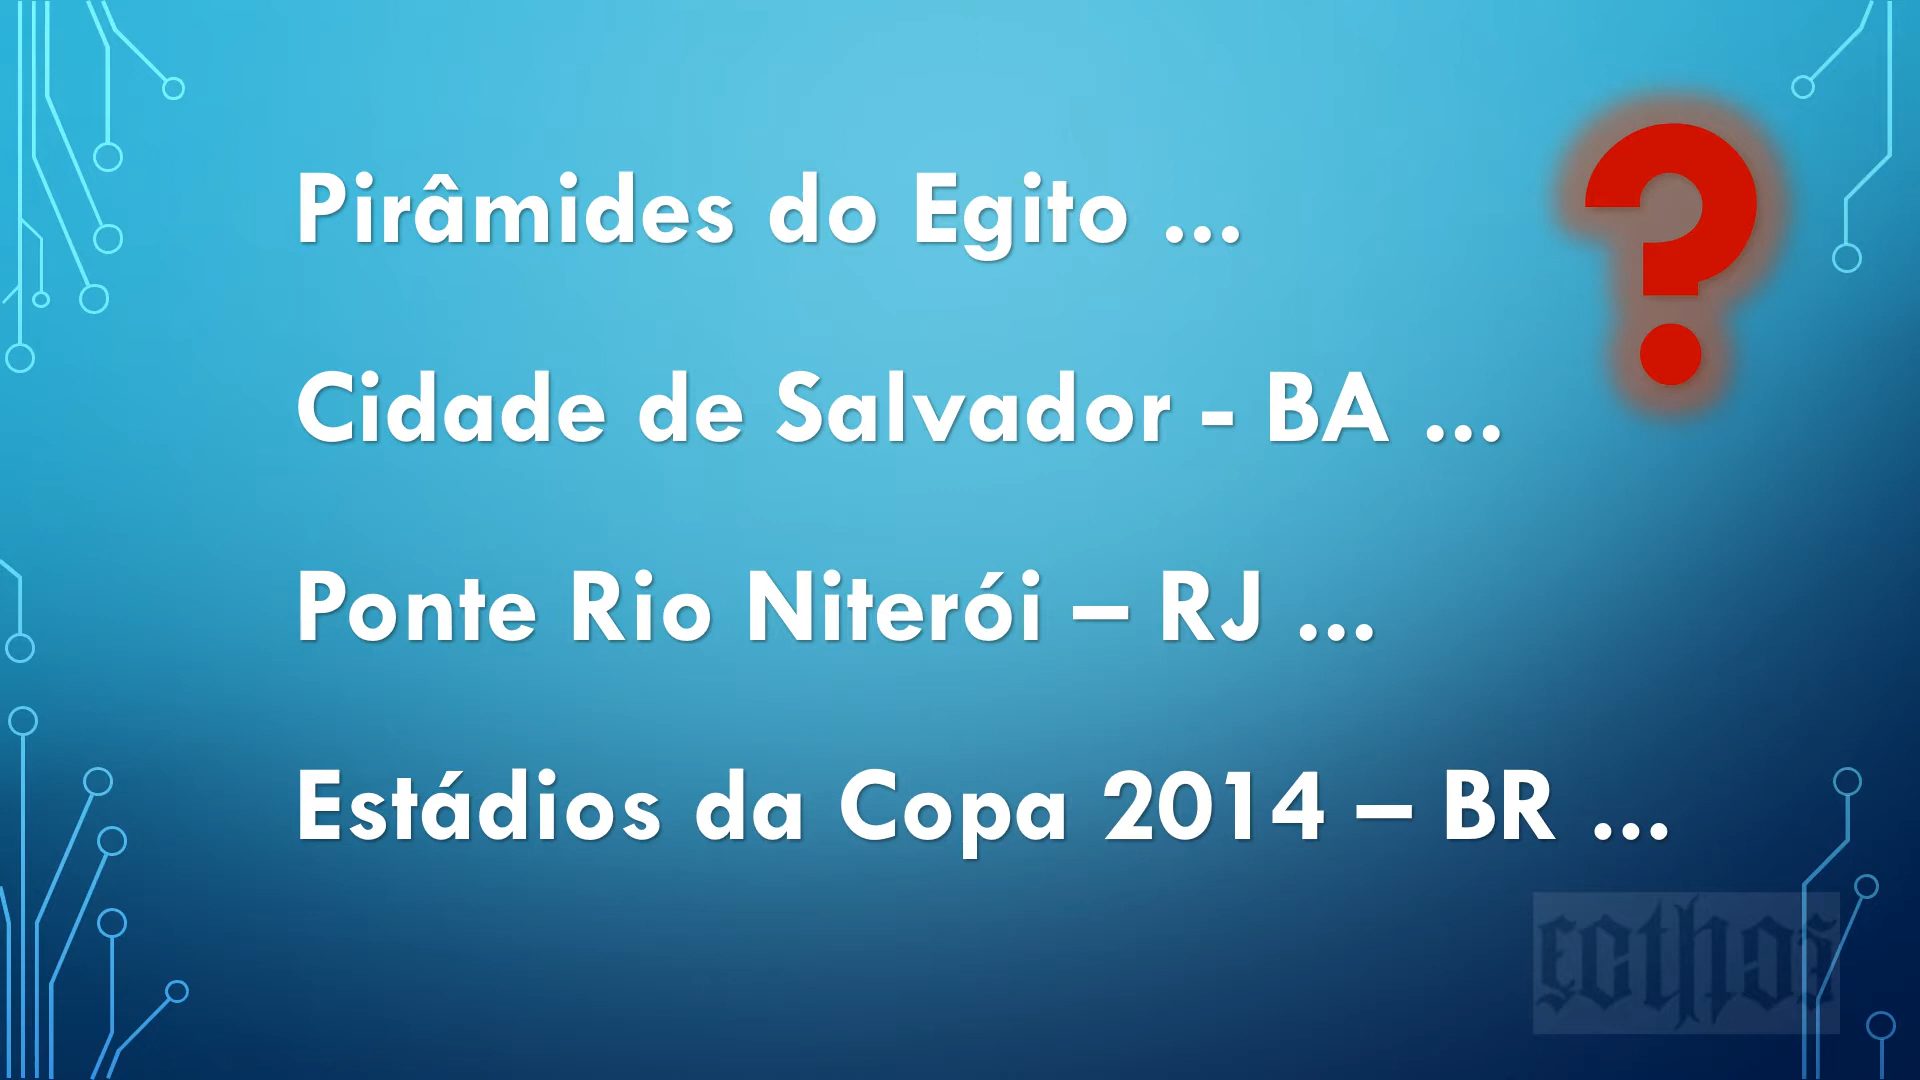 Pirâmides do Egito ...
?
Cidade de Salvador - BA ...
Ponte Rio Niterói – RJ ...
Estádios da Copa 2014 – BR ...